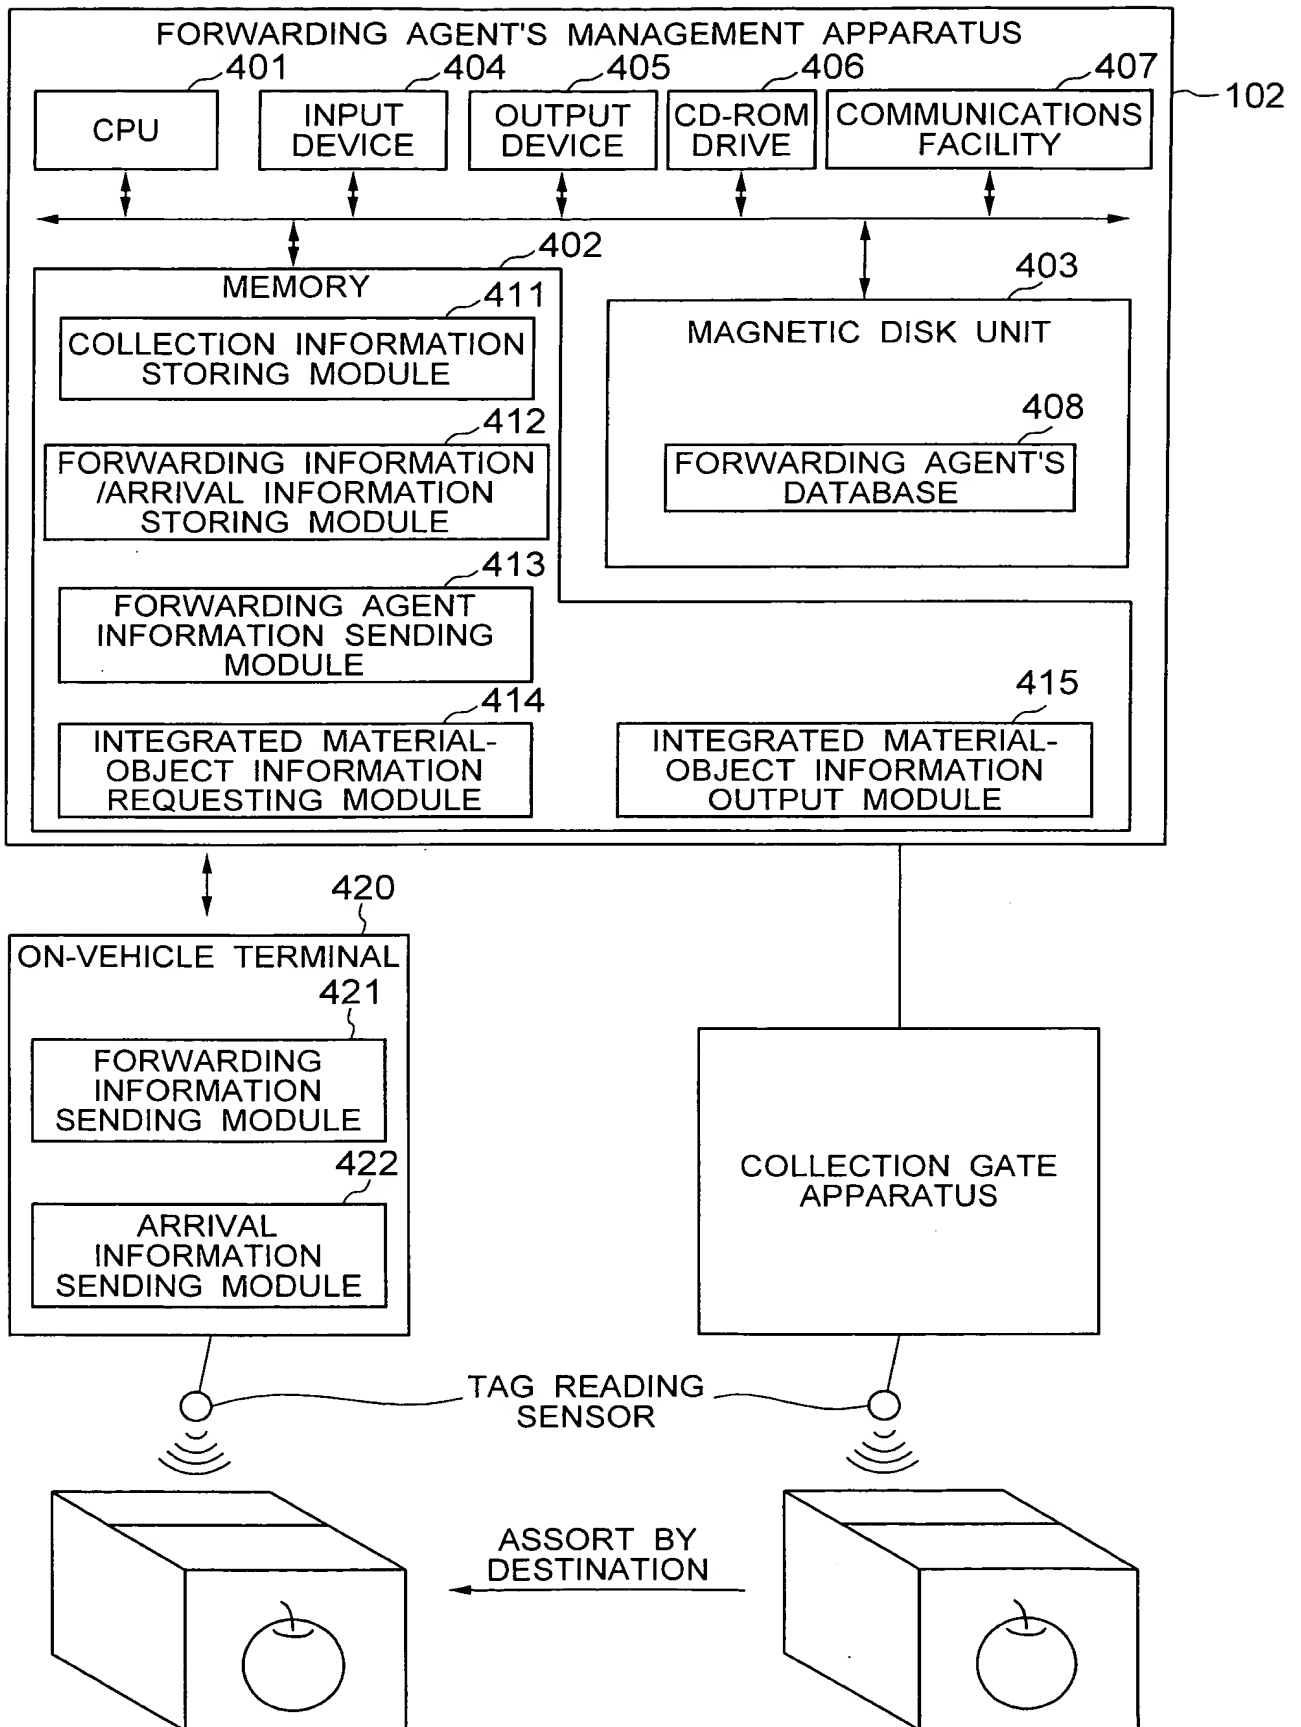 FORWARDING AGENT'S MANAGEMENT APPARATUS
401
404
405
406
407
102
CPU
INPUT
DEVICE
OUTPUT
DEVICE
CD-ROM
DRIVE
COMMUNICATIONS
FACILITY
402
MEMORY
411
COLLECTION INFORMATION
STORING MODULE
412
FORWARDING INFORMATION
/ARRIVAL INFORMATION
STORING MODULE
413
FORWARDING AGENT
INFORMATION SENDING
MODULE
414
INTEGRATED MATERIAL-
OBJECT INFORMATION
REQUESTING MODULE
403
MAGNETIC DISK UNIT
408
FORWARDING AGENT'S
DATABASE
415
INTEGRATED MATERIAL-
OBJECT INFORMATION
OUTPUT MODULE
420
ON-VEHICLE TERMINAL
421
FORWARDING
INFORMATION
SENDING MODULE
422
ARRIVAL
INFORMATION
SENDING MODULE
COLLECTION GATE
APPARATUS
TAG READING
SENSOR
ASSORT BY
DESTINATION